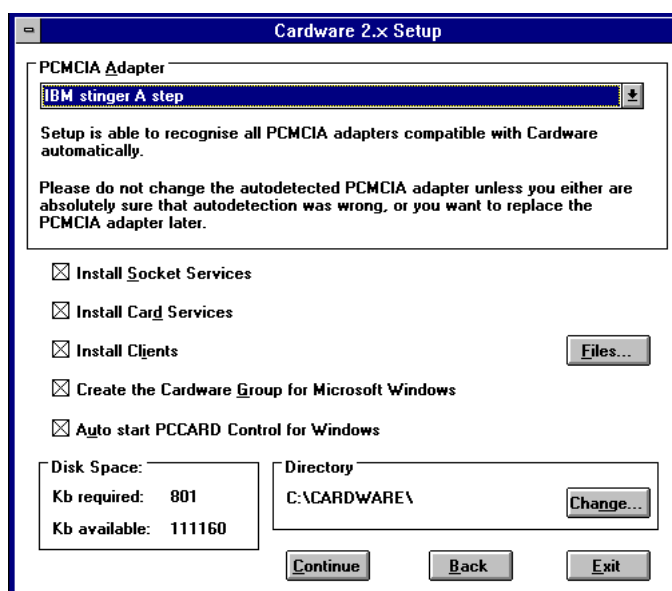 Cardware 2.x Setup
PCMCIA Adapter
IBM stinger A step
Setup is able to recognise all PCMCIA adapters compatible with Cardware
automatically.
Please do not change the autodetected PCMCIA adapter unless you either are
absolutely sure that autodetection was wrong, or you want to replace the
PCMCIA adapter later.
Install Socket Services
Install Card Services
Install Clients
Files...
Create the Cardware Group for Microsoft Windows
Auto start PCCARD Control for Windows
Disk Space:
Kb required: 801
Kb available: 111160
Directory
C:\CARDWARE\
Change...
Continue
Back
Exit